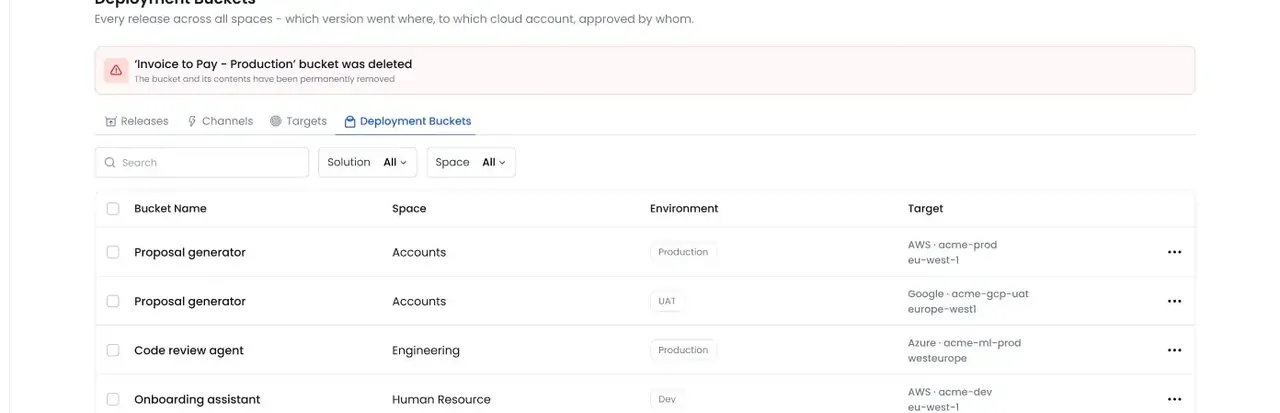 Deployment Buckets
Every release across all spaces - which version went where, to which cloud account, approved by whom.
‘Invoice to Pay - Production’ bucket was deleted
The bucket and its contents have been permanently removed
Releases Channels Targets Deployment Buckets
Search Solution All Space All
Bucket Name Space Environment Target
Proposal generator Accounts Production AWS · acme-prod
eu-west-1
Proposal generator Accounts UAT Google · acme-gcp-uat
europe-west1
Code review agent Engineering Production Azure · acme-ml-prod
westeurope
Onboarding assistant Human Resource Dev AWS · acme-dev
eu-west-1